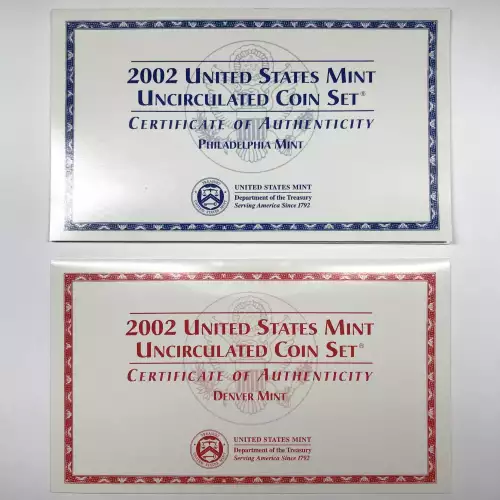 2002 United States Mint
Uncirculated Coin Set®
Certificate of Authenticity
Philadelphia Mint
UNITED STATES MINT
Department of the Treasury
Serving America Since 1792
2002 United States Mint
Uncirculated Coin Set®
Certificate of Authenticity
Denver Mint
UNITED STATES MINT
Department of the Treasury
Serving America Since 1792